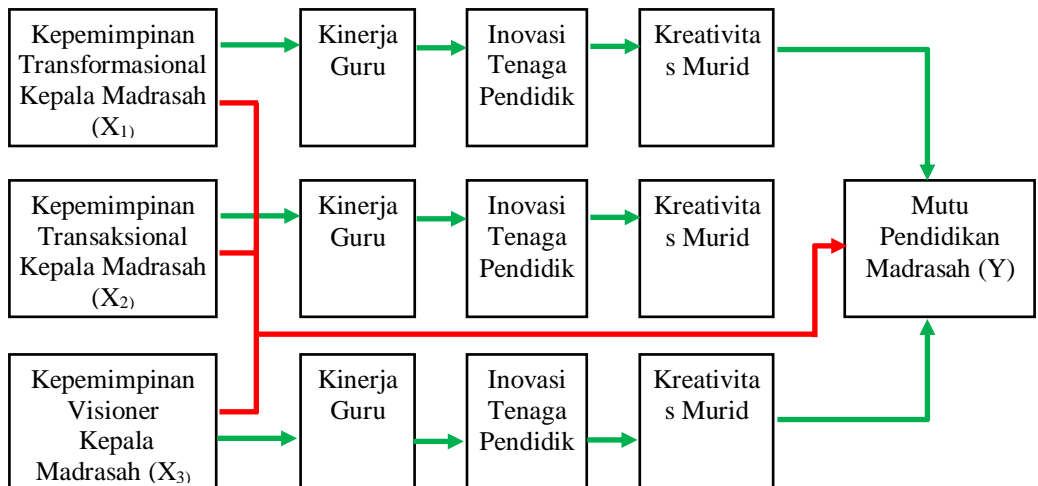 Kepemimpinan
Transformasional
Kepala Madrasah
(X1)
Kinerja
Guru
Inovasi
Tenaga
Pendidik
Kreativita
s Murid
Kepemimpinan
Transaksional
Kepala Madrasah
(X2)
Kinerja
Guru
Inovasi
Tenaga
Pendidik
Kreativita
s Murid
Mutu
Pendidikan
Madrasah (Y)
Kepemimpinan
Visioner
Kepala
Madrasah (X3)
Kinerja
Guru
Inovasi
Tenaga
Pendidik
Kreativita
s Murid